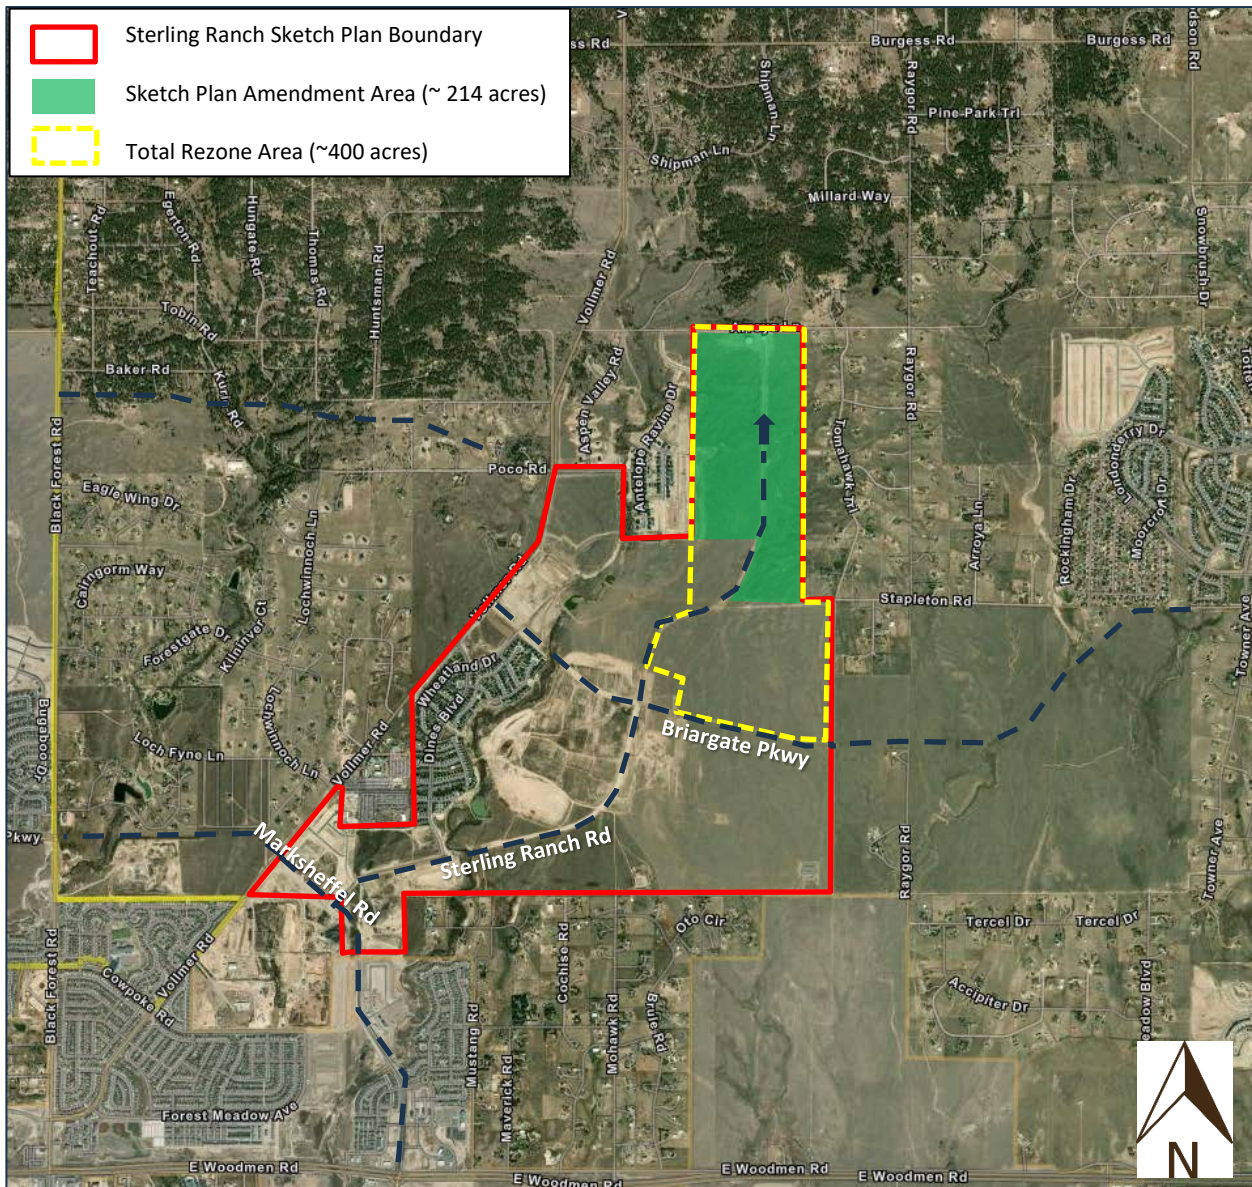 Sterling Ranch Sketch Plan Boundary
Sketch Plan Amendment Area (~ 214 acres)
Total Rezone Area (~400 acres)
ss Rd
Burgess Rd
Burgess Rd
Shipman Ln
Raygor Rd
Pine Park Trl
Shipman Ln
Millard Way
Teachout Rd
Egerton Rd
Hungate Rd
Thomas Rd
Huntsman Rd
Vollmer Rd
Snowbrush Dr
Tobin Rd
Baker Rd
Aspen Valley Rd
Antelope Ravine Dr
Raygor Rd
Tomahawk Trl
Black Forest Rd
Poco Rd
Eagle Wing Dr
Lochwinnoch Ln
Londonderry Dr
Moorcroft Dr
Rockingham Dr
Arroya Ln
Cairngorm Way
Forestgate Dr
Kilninver Ct
Stapleton Rd
Towner Ave
Wheatland Dr
Dines Blvd
Lochwinnoch Ln
Bugaboo Dr
Loch Fyne Ln
Vollmer Rd
Briargate Pkwy
Pkwy
Marksheffel Rd
Sterling Ranch Rd
Raygor Rd
Towner Ave
Oto Cir
Tercel Dr
Tercel Dr
Black Forest Rd
Vollmer Rd
Cowpoke Rd
Cochise Rd
Mohawk Rd
Brule Rd
Accipiter Dr
eadow Blvd
Mustang Rd
Maverick Rd
Forest Meadow Ave
E Woodmen Rd
E Woodmen Rd
E Woodmen Rd
E Woodmen Rd
N